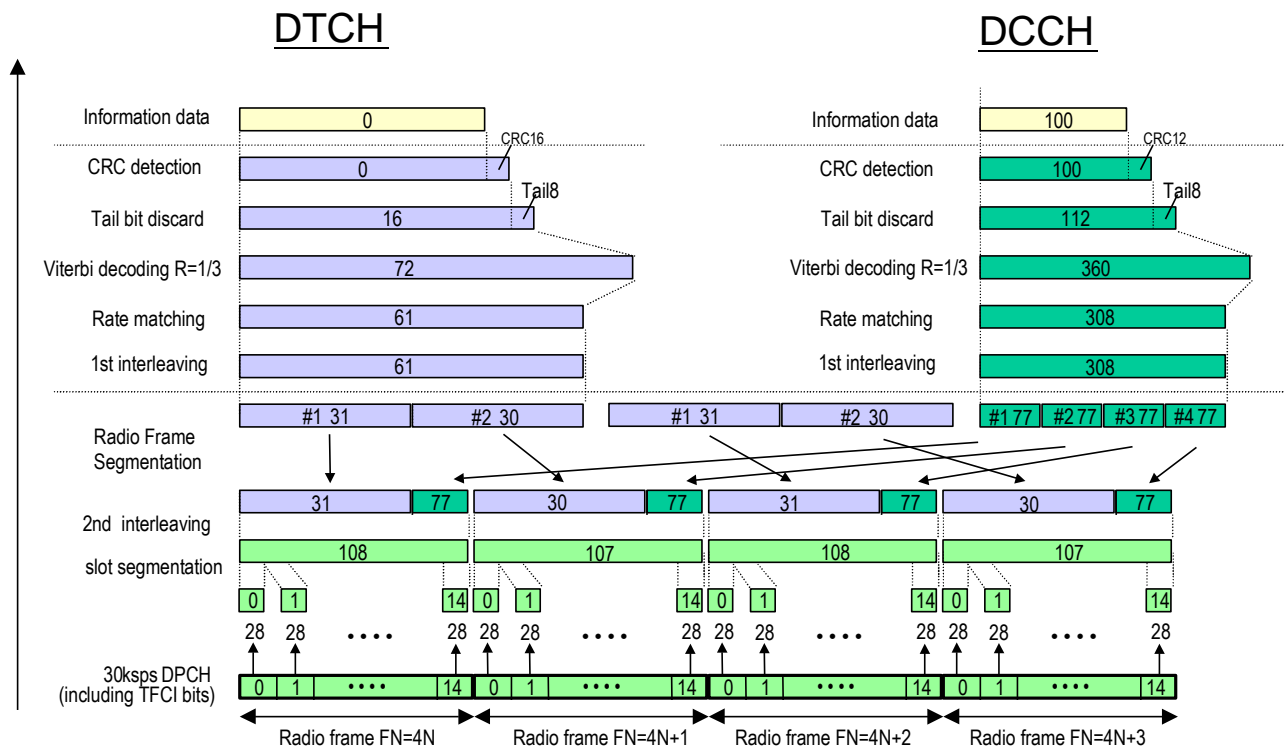 DTCH DCCH
Information data 0 Information data 100
CRC16 CRC12
CRC detection 0 CRC detection 100
Tail8 Tail8
Tail bit discard 16 Tail bit discard 112
Viterbi decoding R=1/3 72 Viterbi decoding R=1/3 360
Rate matching 61 Rate matching 308
1st interleaving 61 1st interleaving 308
#1 31 #2 30 #1 31 #2 30 #1 77 #2 77 #3 77 #4 77
Radio Frame
Segmentation
31 77 30 77 31 77 30 77
2nd interleaving
108 107 108 107
slot segmentation
0 1 14 0 1 14 0 1 14 0 1 14
28 28 •••• 28 28 28 •••• 28 28 28 •••• 28 28 28 •••• 28
30ksps DPCH
(including TFCI bits)
0 1 •••• 14 0 1 •••• 14 0 1 •••• 14 0 1 •••• 14
Radio frame FN=4N Radio frame FN=4N+1 Radio frame FN=4N+2 Radio frame FN=4N+3